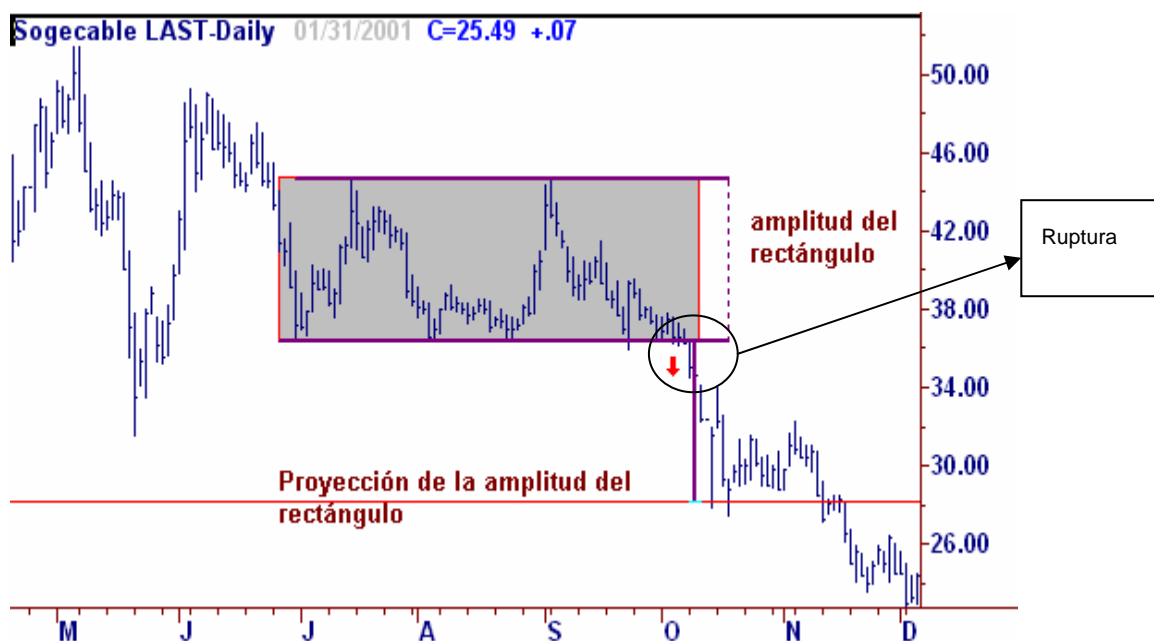 Sogecable LAST-Daily 01/31/2001 C=25.49 +.07
50.00
46.00
42.00
38.00
34.00
30.00
26.00
amplitud del
rectángulo
Ruptura
Proyección de la amplitud del
rectángulo
M J J A S O N D